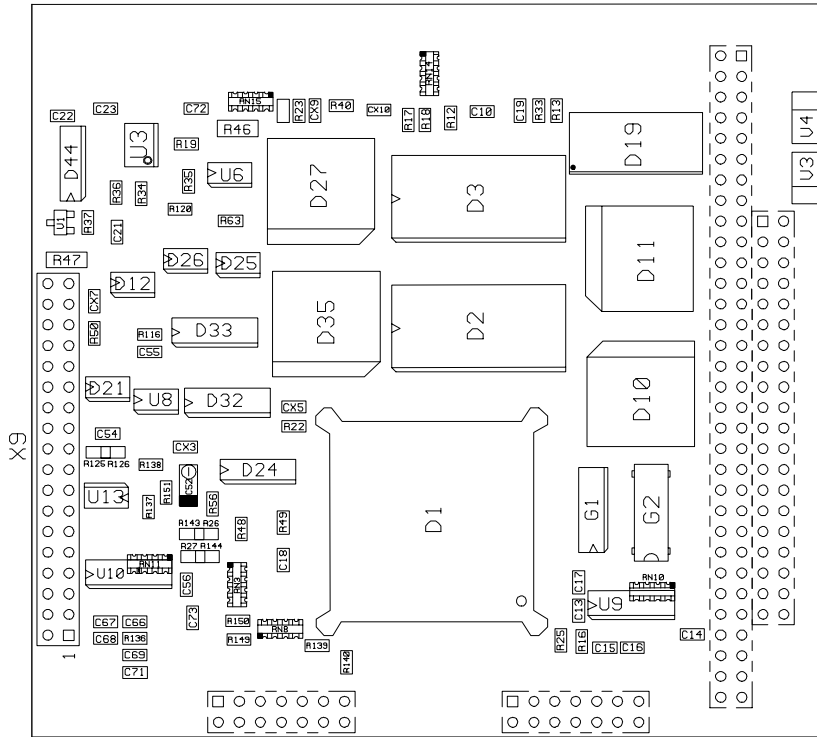 RN14
RN15
C23
C72
R23
CX9
R40
CX10
C22
R17
R18
R12
C10
C19
R33
R13
R46
U4
D44
U3
R19
D19
U6
D27
D3
U3
R36
R34
R35
R120
U1
R37
C21
R63
D11
R47
D26
D25
D12
CX7
D35
D2
R50
R116
D33
C55
D10
D21
U8
D32
CX5
R22
X9
C54
CX3
R125
R126
R138
D24
C52
U13
R151
R137
R56
G1
G2
D1
R143
R26
R48
R49
R27
R144
RN11
C18
U10
RN3
C56
C17
RN10
C13
U9
C73
C67
C66
R150
RN8
C68
R136
R149
R139
C14
R25
R16
C15
C16
1
C69
R140
C71